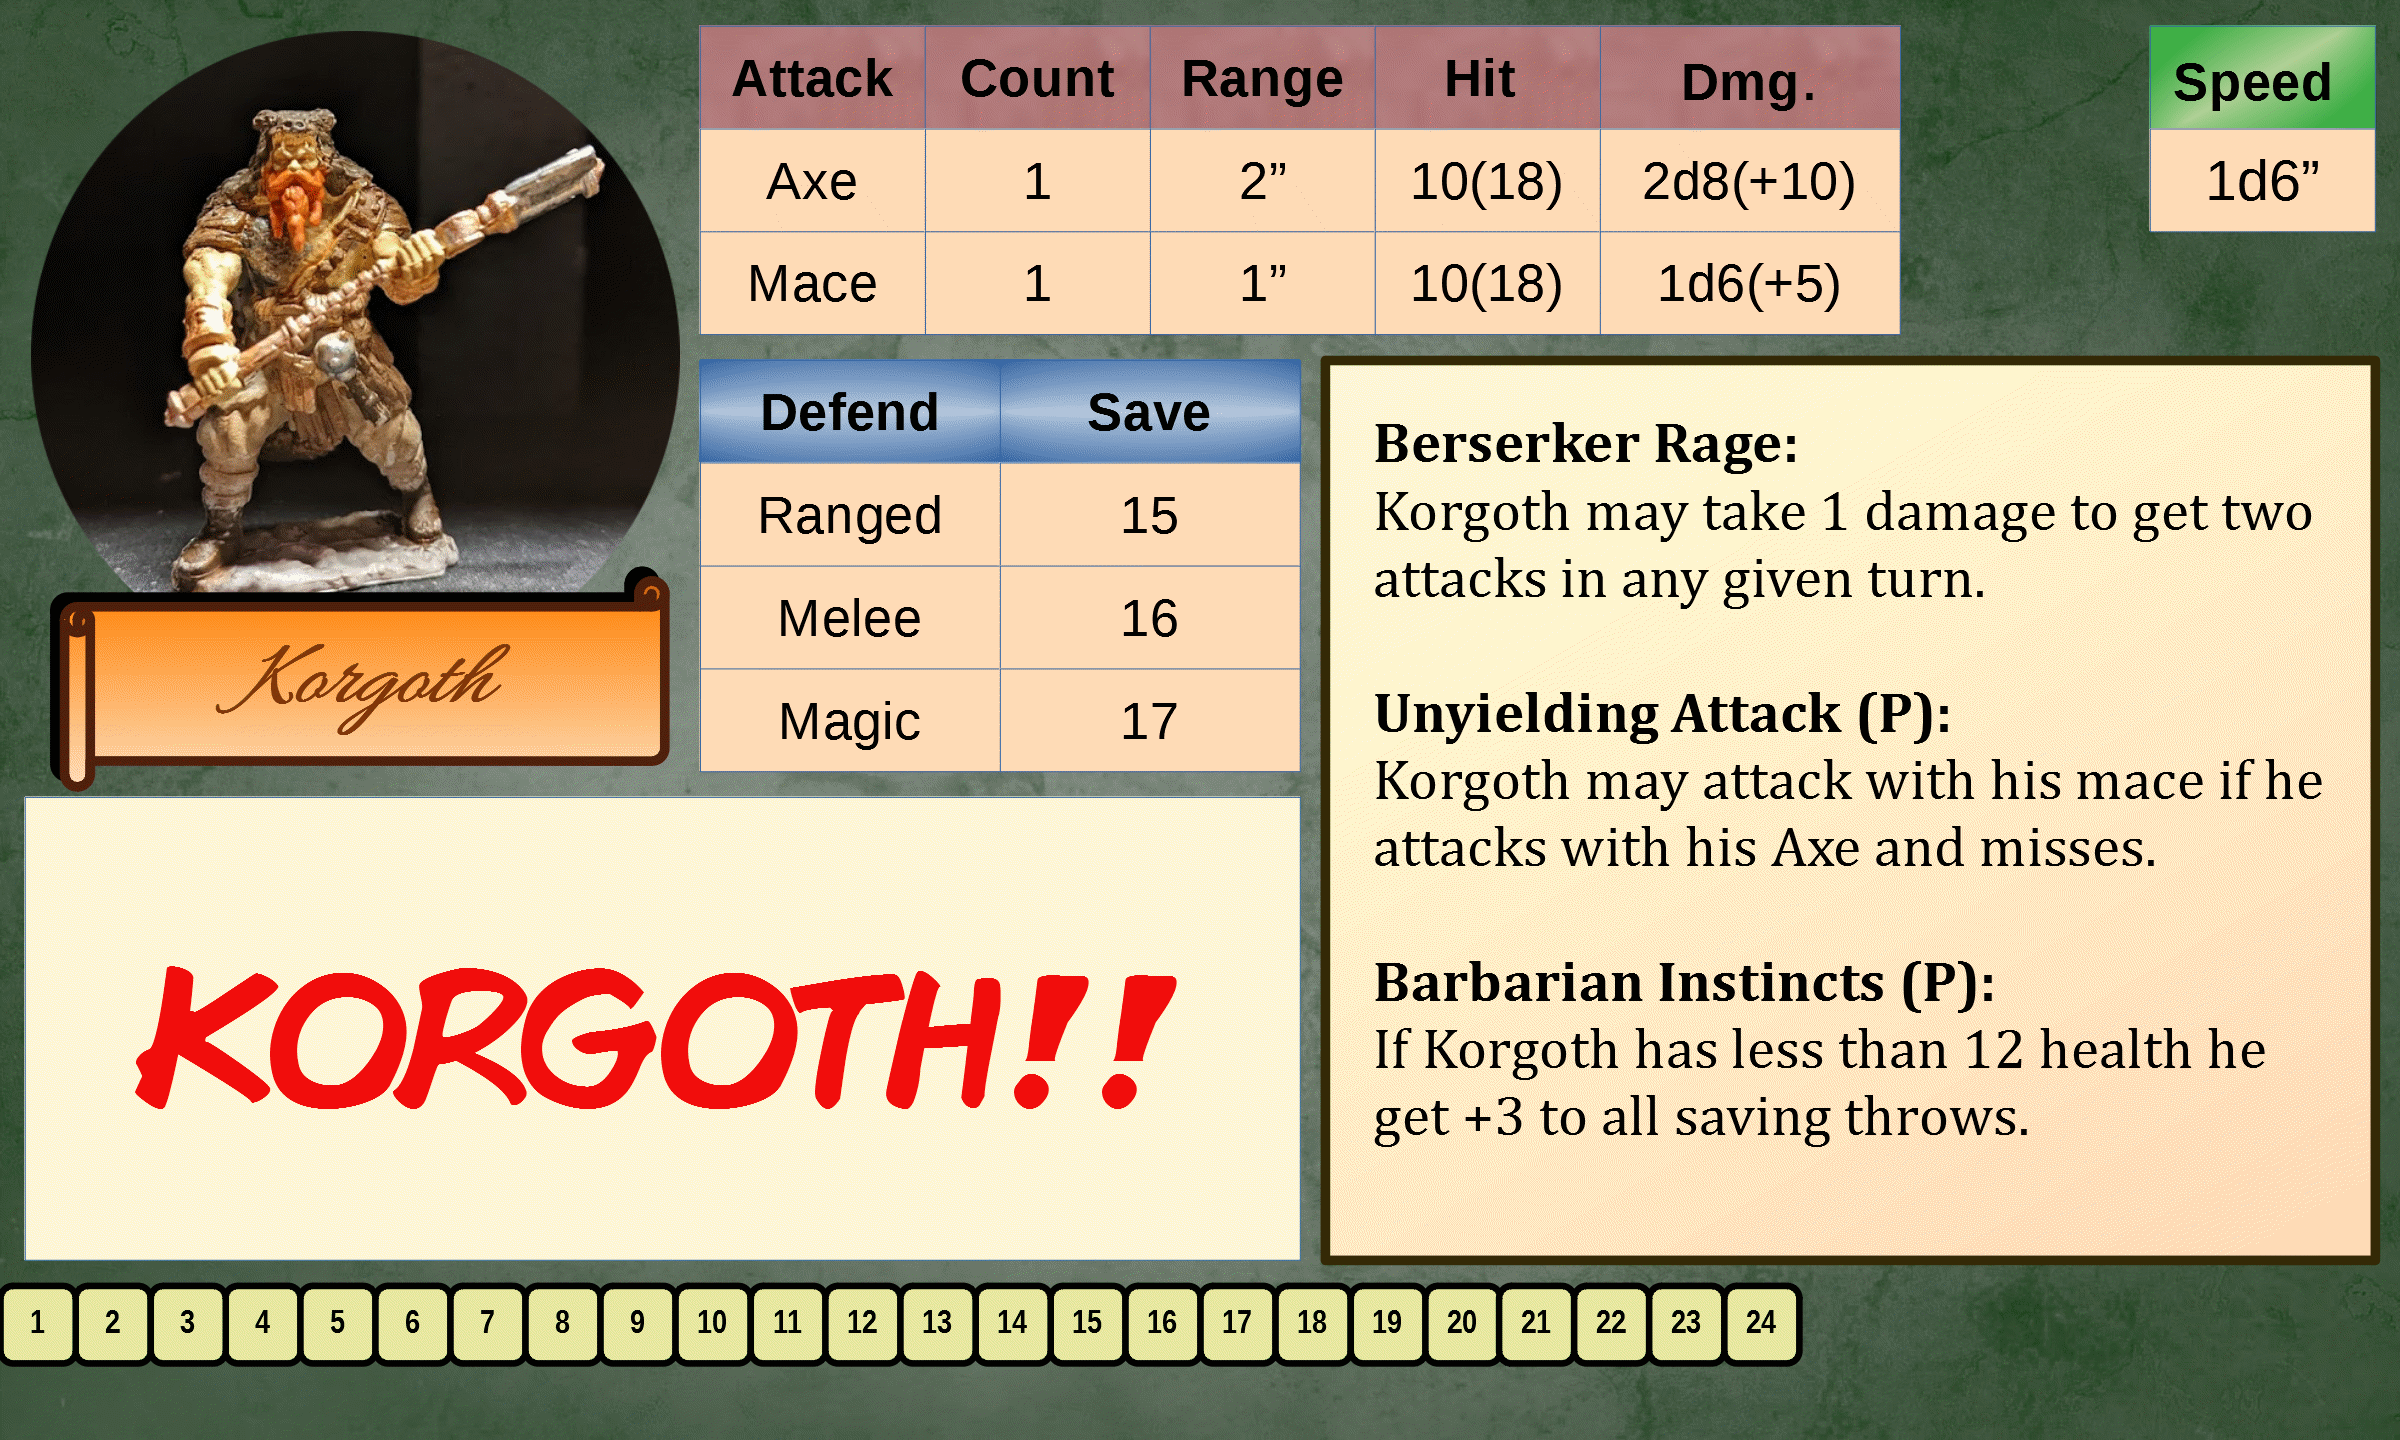 Attack Count Range Hit Dmg.
Axe 1 2” 10(18) 2d8(+10)
Mace 1 1” 10(18) 1d6(+5)
Speed
1d6”
Korgoth
Defend Save
Ranged 15
Melee 16
Magic 17
Berserker Rage:
Korgoth may take 1 damage to get two
attacks in any given turn.
Unyielding Attack (P):
Korgoth may attack with his mace if he
attacks with his Axe and misses.
Barbarian Instincts (P):
If Korgoth has less than 12 health he
get +3 to all saving throws.
KORGOTH!!
1 2 3 4 5 6 7 8 9 10 11 12 13 14 15 16 17 18 19 20 21 22 23 24